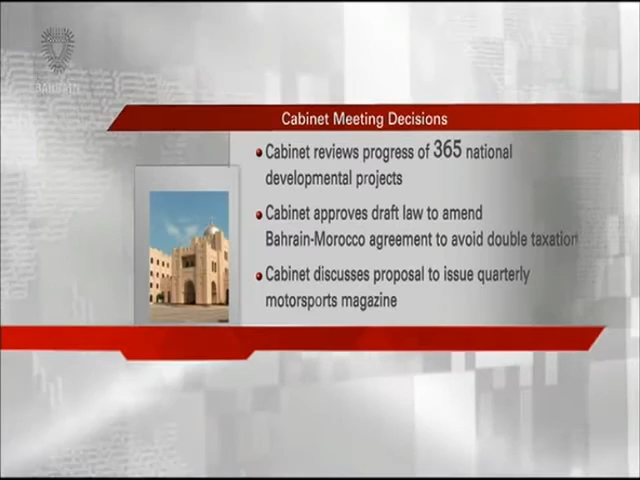 BAHRAIN
Cabinet Meeting Decisions
Cabinet reviews progress of 365 national
developmental projects
Cabinet approves draft law to amend
Bahrain-Morocco agreement to avoid double taxation
Cabinet discusses proposal to issue quarterly
motorsports magazine